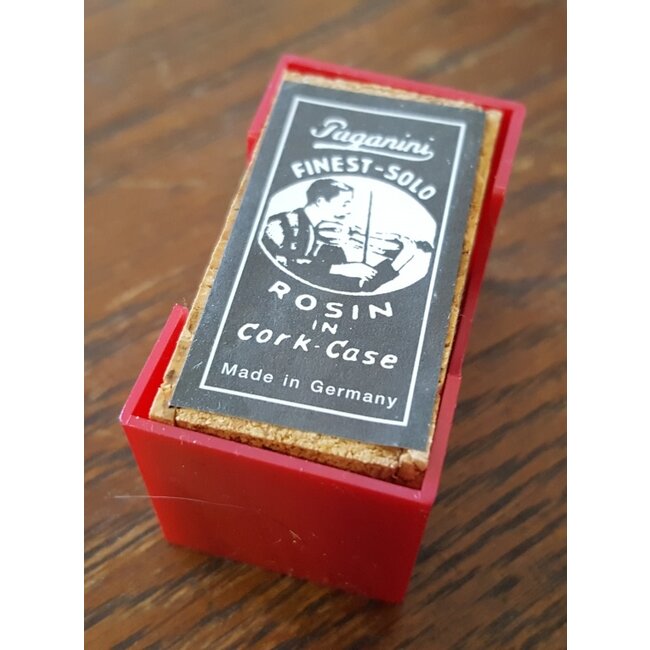 Paganini
FINEST-SOLO
ROSIN
IN
Cork-Case
Made in Germany